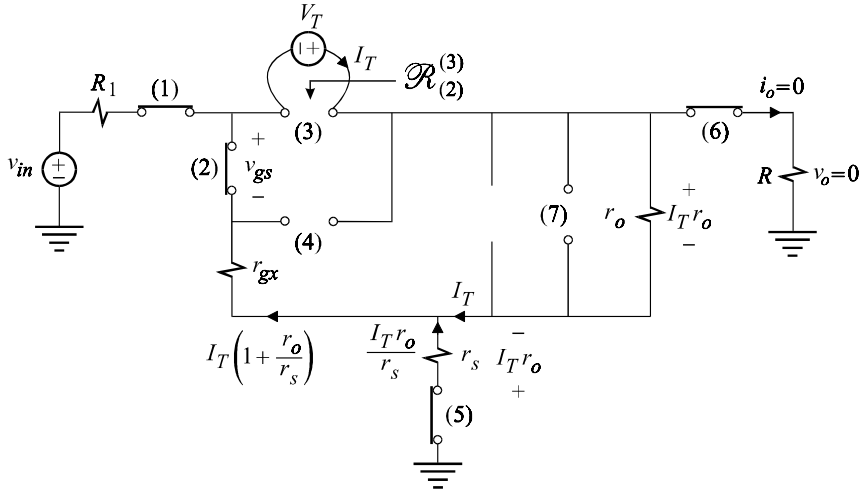 V_T
I_T
ℛ_(2)^(3)
R_1
(1)
(3)
(6)
i_o=0
v_in
+
−
(2)
+
v_gs
−
(4)
(7)
r_o
+
I_T r_o
−
R
v_o=0
r_gx
I_T
I_T(1+r_o/r_s)
I_T r_o/r_s
r_s
−
I_T r_o
+
(5)